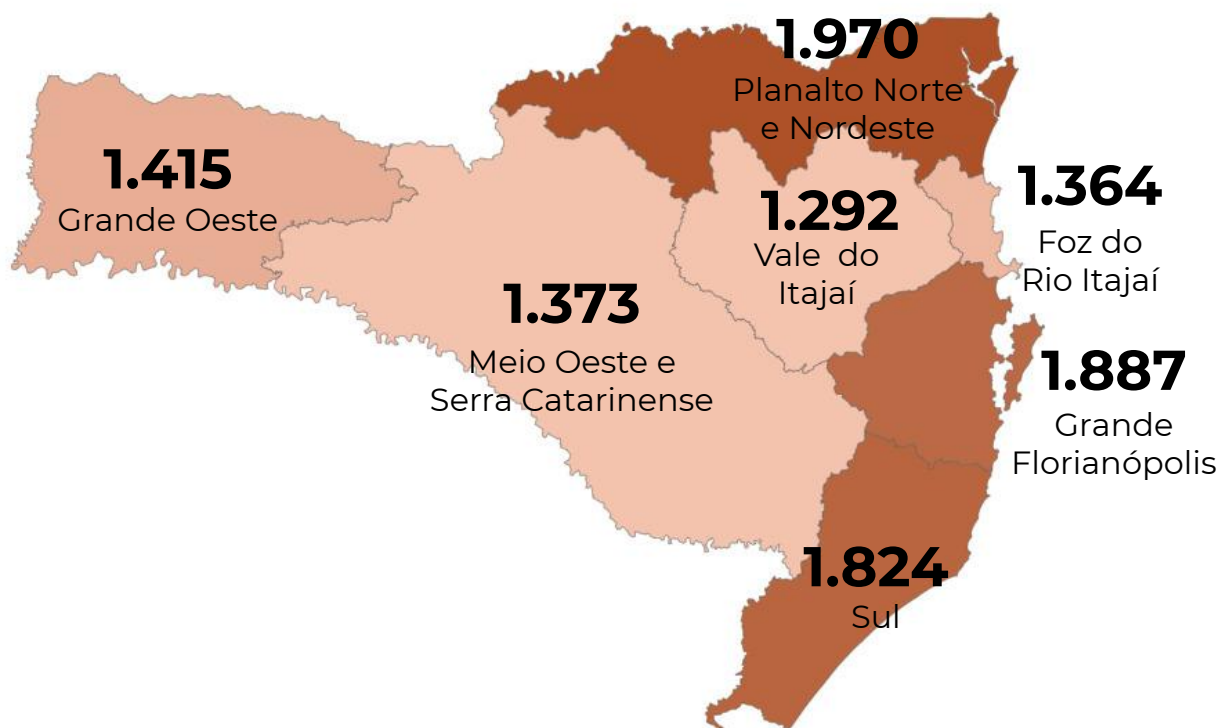 1.970
Planalto Norte
e Nordeste
1.415
Grande Oeste
1.292
Vale do
Itajaí
1.364
Foz do
Rio Itajaí
1.373
Meio Oeste e
Serra Catarinense
1.887
Grande
Florianópolis
1.824
Sul